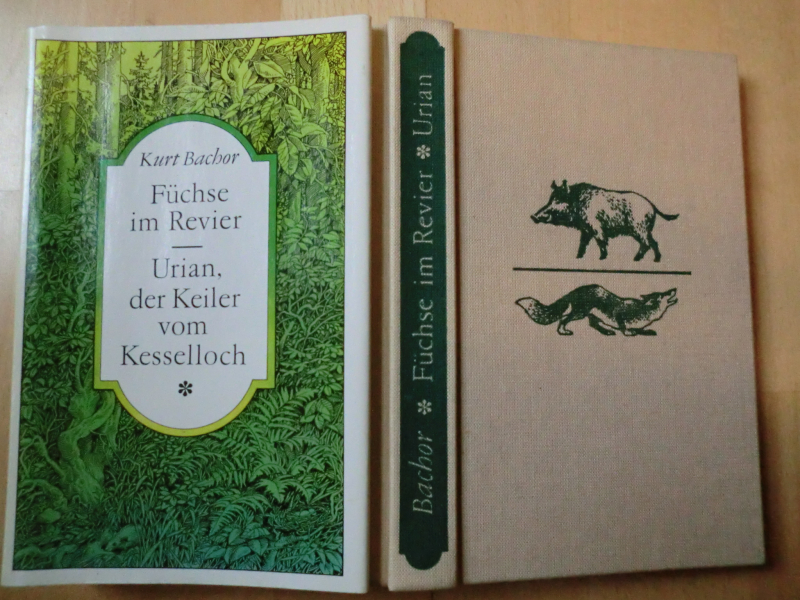 Kurt Bachor
Füchse
im Revier
Urian,
der Keiler
vom
Kesselloch
*
Bachor * Füchse im Revier * Urian